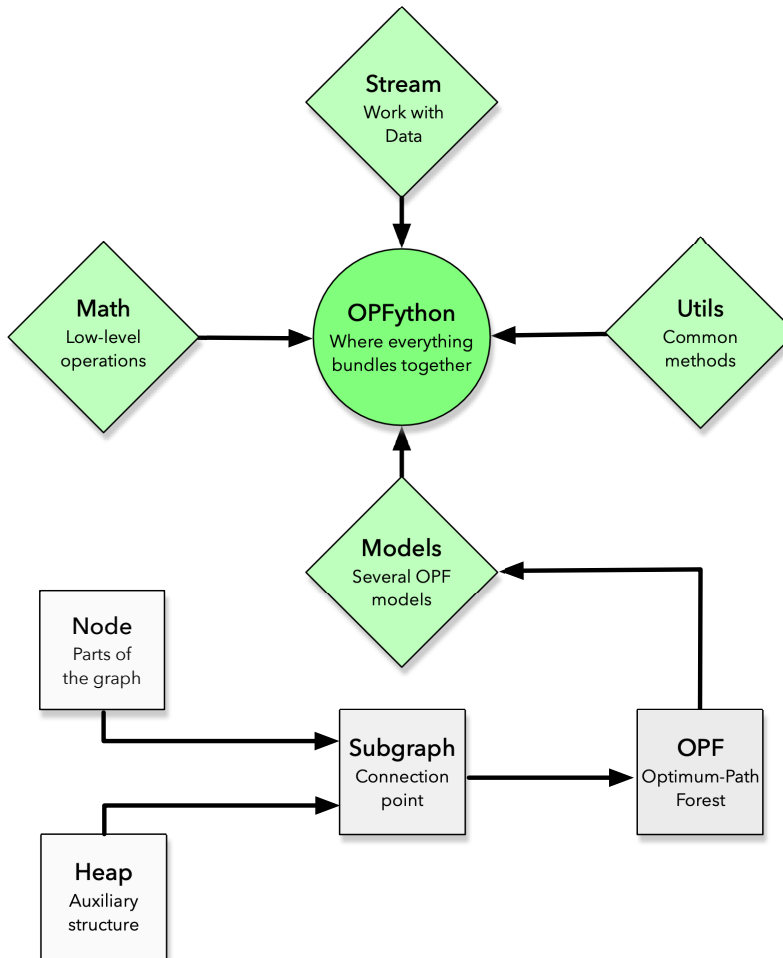 Stream
Work with
Data
Math
Low-level
operations
OPFython
Where everything
bundles together
Utils
Common
methods
Models
Several OPF
models
Node
Parts of
the graph
Subgraph
Connection
point
OPF
Optimum-Path
Forest
Heap
Auxiliary
structure